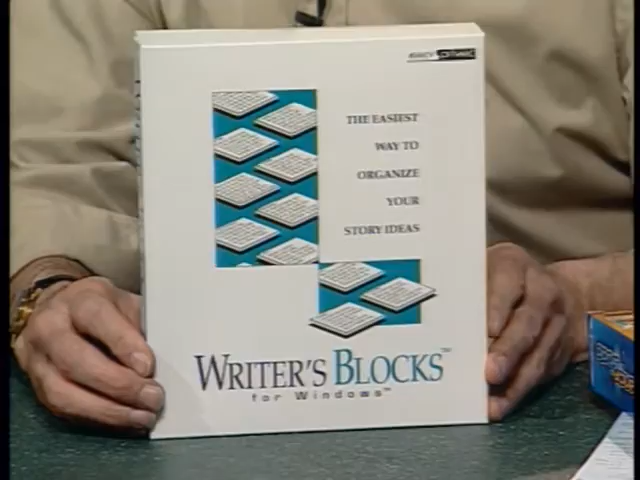 THE EASIEST
WAY TO
ORGANIZE
YOUR
STORY IDEAS
WRITER'S BLOCKS™
for Windows™